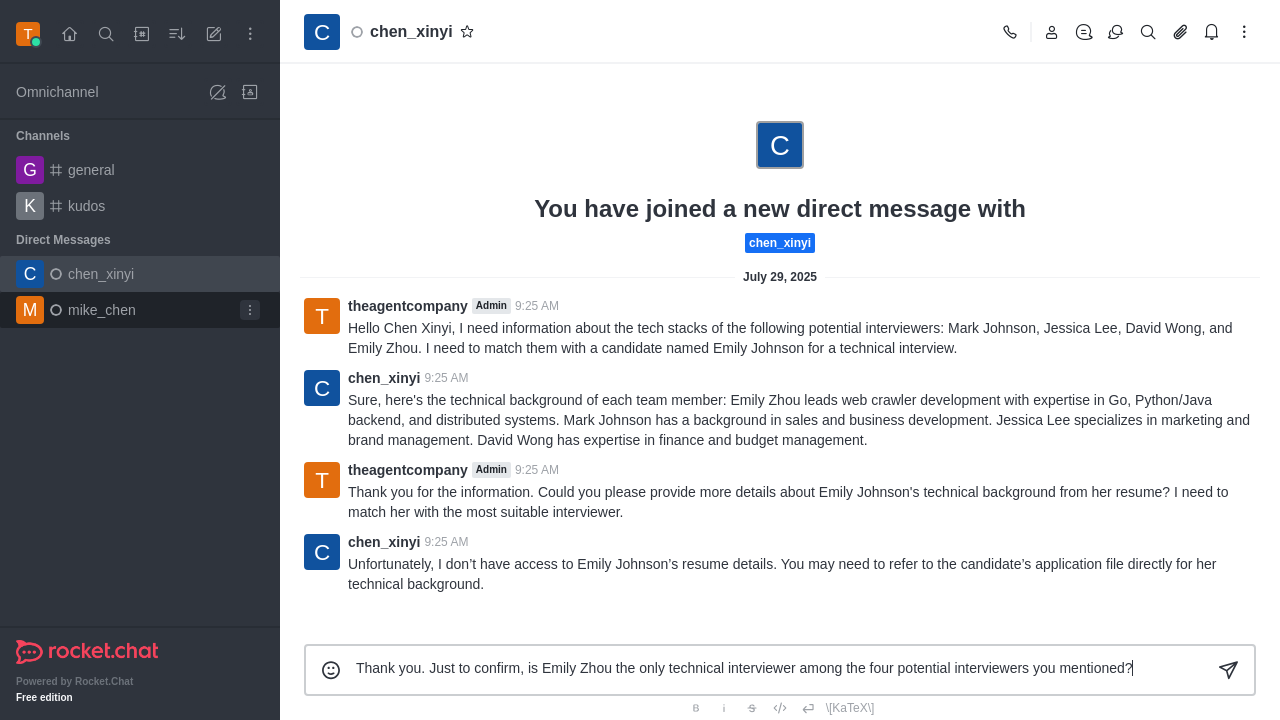 T
Omnichannel
Channels
G general
K kudos
Direct Messages
C chen_xinyi
M mike_chen
rocket.chat
Powered by Rocket.Chat
Free edition
C chen_xinyi
C
You have joined a new direct message with
chen_xinyi
July 29, 2025
T theagentcompany Admin 9:25 AM
Hello Chen Xinyi, I need information about the tech stacks of the following potential interviewers: Mark Johnson, Jessica Lee, David Wong, and
Emily Zhou. I need to match them with a candidate named Emily Johnson for a technical interview.
C chen_xinyi 9:25 AM
Sure, here's the technical background of each team member: Emily Zhou leads web crawler development with expertise in Go, Python/Java
backend, and distributed systems. Mark Johnson has a background in sales and business development. Jessica Lee specializes in marketing and
brand management. David Wong has expertise in finance and budget management.
T theagentcompany Admin 9:25 AM
Thank you for the information. Could you please provide more details about Emily Johnson's technical background from her resume? I need to
match her with the most suitable interviewer.
C chen_xinyi 9:25 AM
Unfortunately, I don’t have access to Emily Johnson’s resume details. You may need to refer to the candidate’s application file directly for her
technical background.
Thank you. Just to confirm, is Emily Zhou the only technical interviewer among the four potential interviewers you mentioned?
B i S \[KaTeX\]